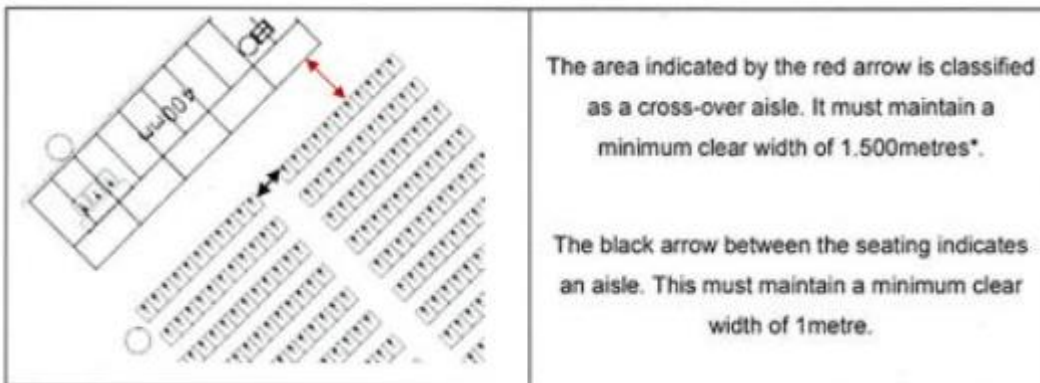 400mm
The area indicated by the red arrow is classified
as a cross-over aisle. It must maintain a
minimum clear width of 1.500metres*.
The black arrow between the seating indicates
an aisle. This must maintain a minimum clear
width of 1metre.